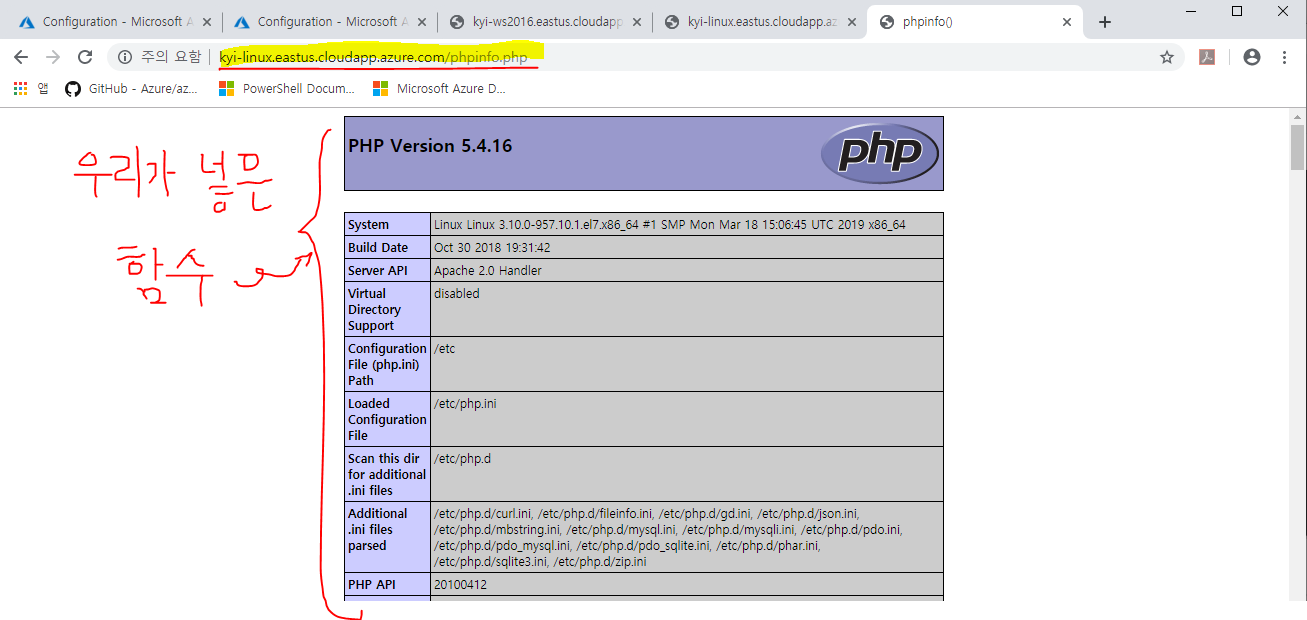 Configuration - Microsoft A
Configuration - Microsoft A
kyi-ws2016.eastus.cloudapp
kyi-linux.eastus.cloudapp.az
phpinfo()
주의 요함
kyi-linux.eastus.cloudapp.azure.com/phpinfo.php
앱
GitHub - Azure/az...
PowerShell Docum...
Microsoft Azure D...
우리가 넣은
함수
PHP Version 5.4.16
php
System Linux Linux 3.10.0-957.10.1.el7.x86_64 #1 SMP Mon Mar 18 15:06:45 UTC 2019 x86_64
Build Date Oct 30 2018 19:31:42
Server API Apache 2.0 Handler
Virtual disabled
Directory
Support
Configuration /etc
File (php.ini)
Path
Loaded /etc/php.ini
Configuration
File
Scan this dir /etc/php.d
for additional
.ini files
Additional /etc/php.d/curl.ini, /etc/php.d/fileinfo.ini, /etc/php.d/gd.ini, /etc/php.d/json.ini,
.ini files /etc/php.d/mbstring.ini, /etc/php.d/mysql.ini, /etc/php.d/mysqli.ini, /etc/php.d/pdo.ini,
parsed /etc/php.d/pdo_mysql.ini, /etc/php.d/pdo_sqlite.ini, /etc/php.d/phar.ini,
/etc/php.d/sqlite3.ini, /etc/php.d/zip.ini
PHP API 20100412